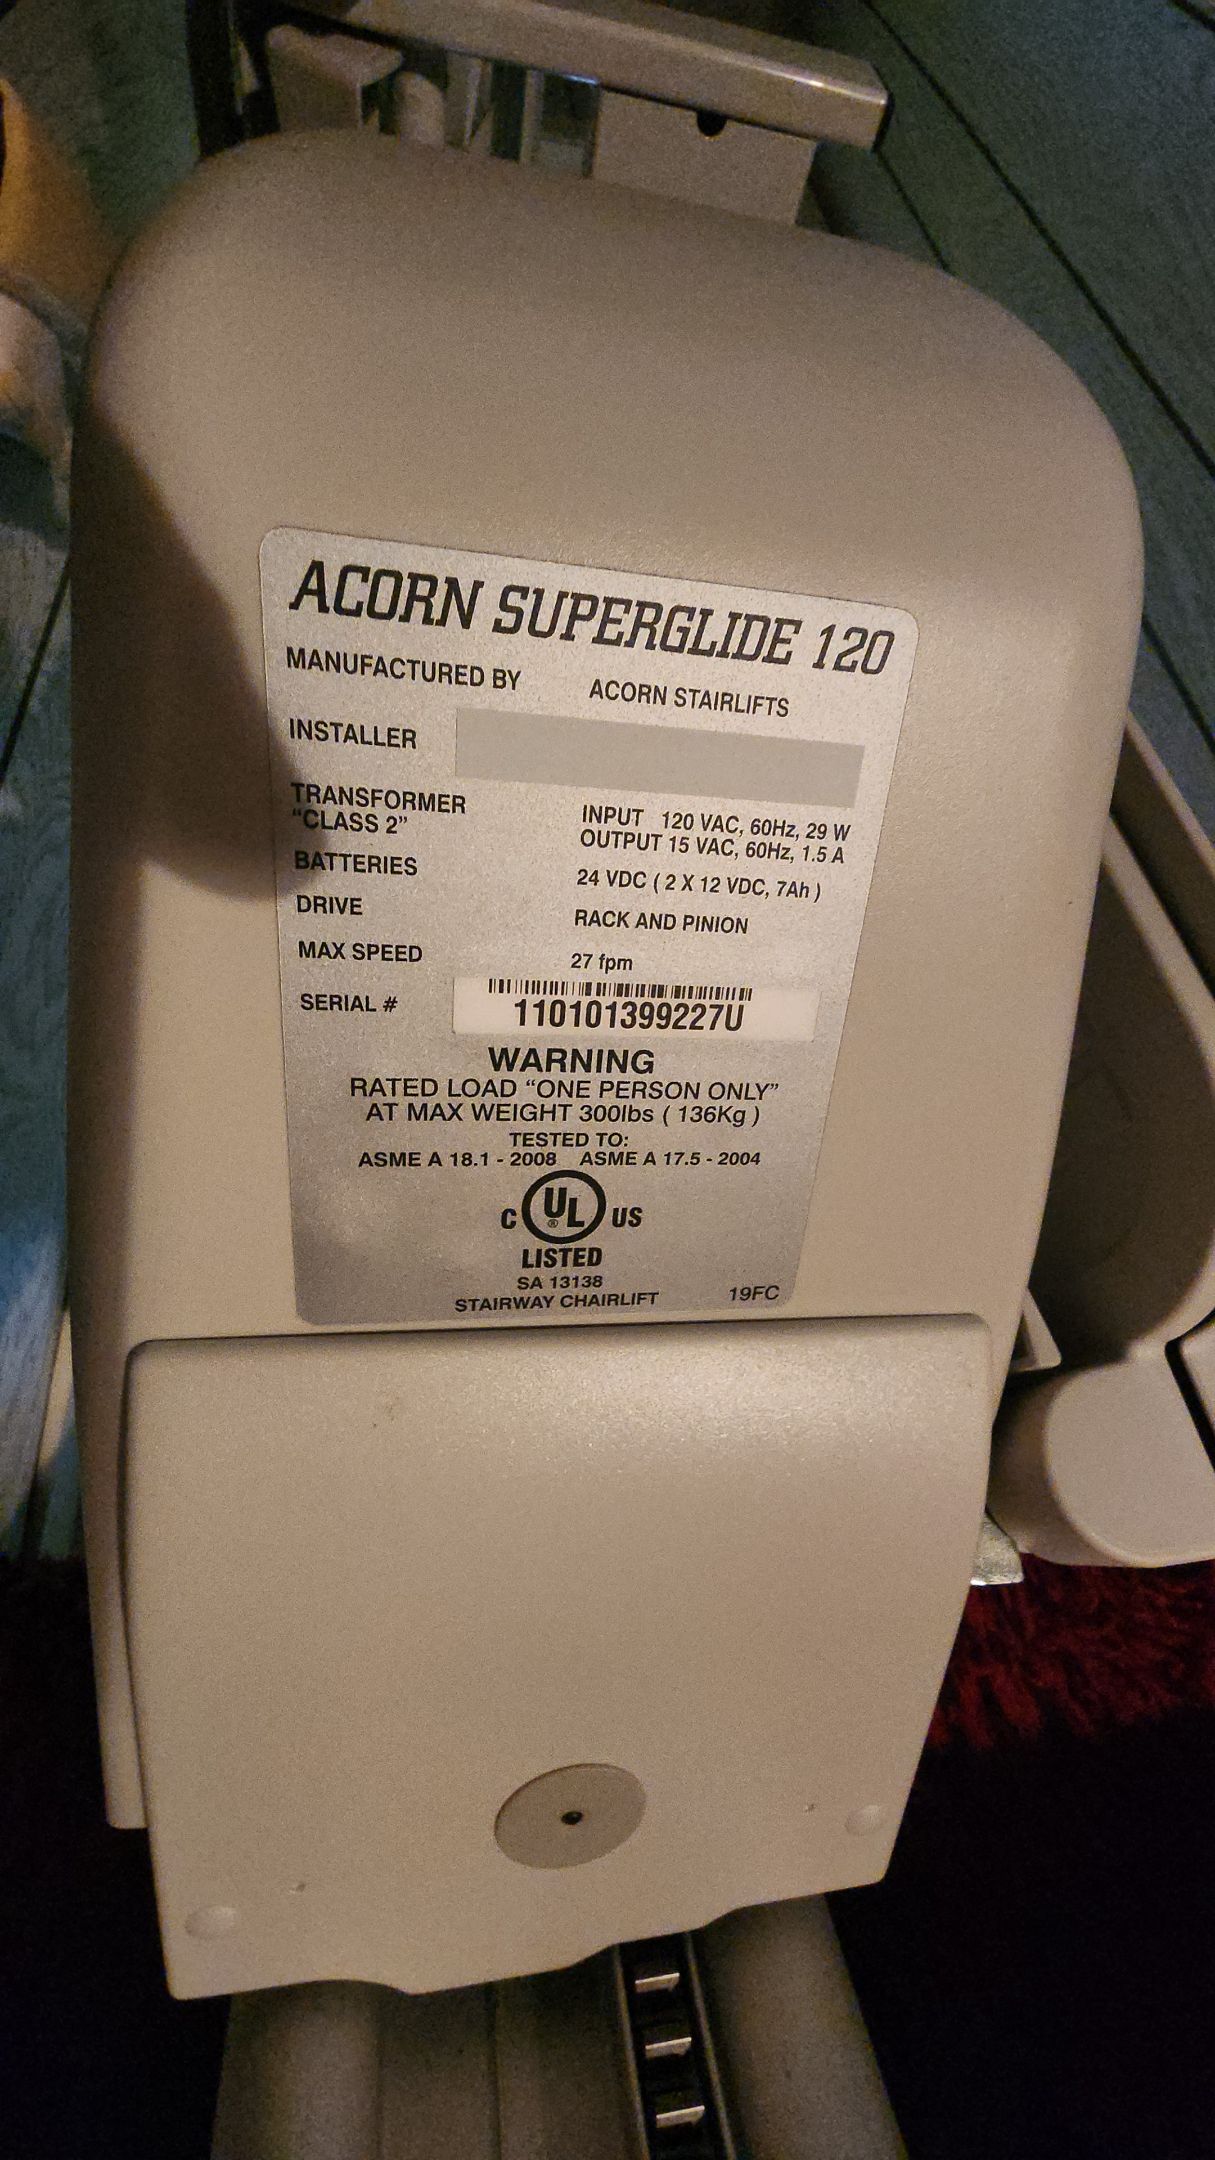 ACORN SUPERGLIDE 120
MANUFACTURED BY ACORN STAIRLIFTS
INSTALLER
TRANSFORMER INPUT 120 VAC, 60Hz, 29 W
"CLASS 2" OUTPUT 15 VAC, 60Hz, 1.5 A
BATTERIES 24 VDC ( 2 X 12 VDC, 7Ah )
DRIVE RACK AND PINION
MAX SPEED 27 fpm
SERIAL # 110101399227U
WARNING
RATED LOAD "ONE PERSON ONLY"
AT MAX WEIGHT 300lbs ( 136Kg )
TESTED TO:
ASME A 18.1 - 2008 ASME A 17.5 - 2004
C UL ® US
LISTED
SA 13138
STAIRWAY CHAIRLIFT 19FC